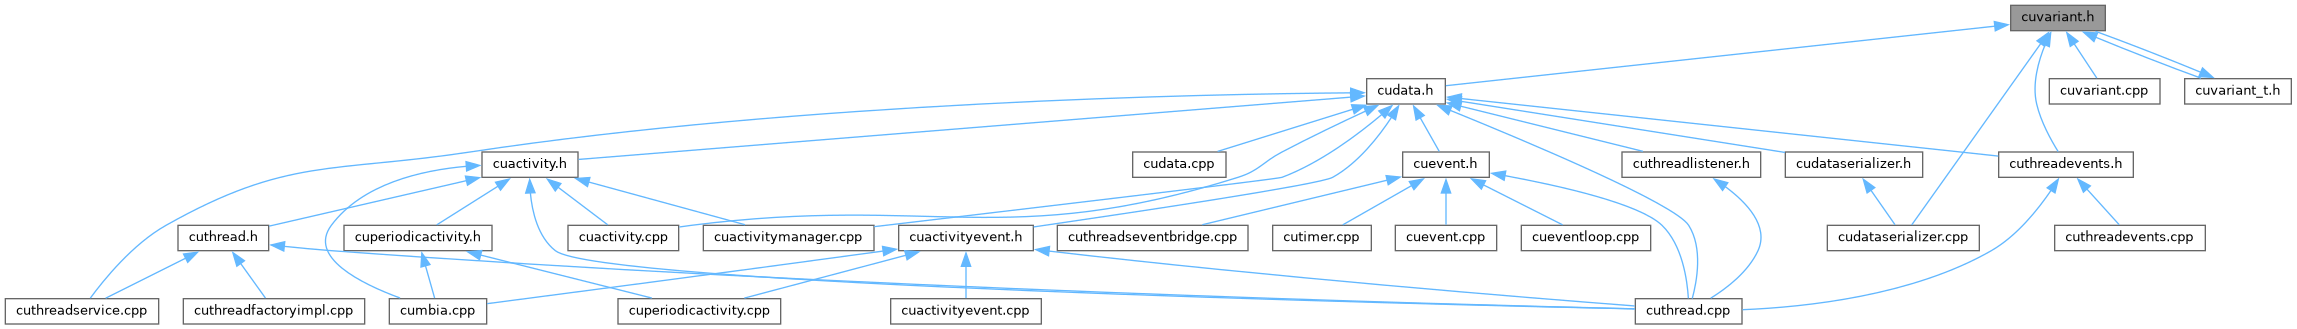 cuvariant.h
cudata.h
cuvariant.cpp
cuvariant_t.h
cuactivity.h
cudata.cpp
cuevent.h
cuthreadlistener.h
cudataserializer.h
cuthreadevents.h
cuthread.h
cuperiodicactivity.h
cuactivity.cpp
cuactivitymanager.cpp
cuactivityevent.h
cuthreadseventbridge.cpp
cutimer.cpp
cuevent.cpp
cueventloop.cpp
cudataserializer.cpp
cuthreadevents.cpp
cuthreadservice.cpp
cuthreadfactoryimpl.cpp
cumbia.cpp
cuperiodicactivity.cpp
cuactivityevent.cpp
cuthread.cpp